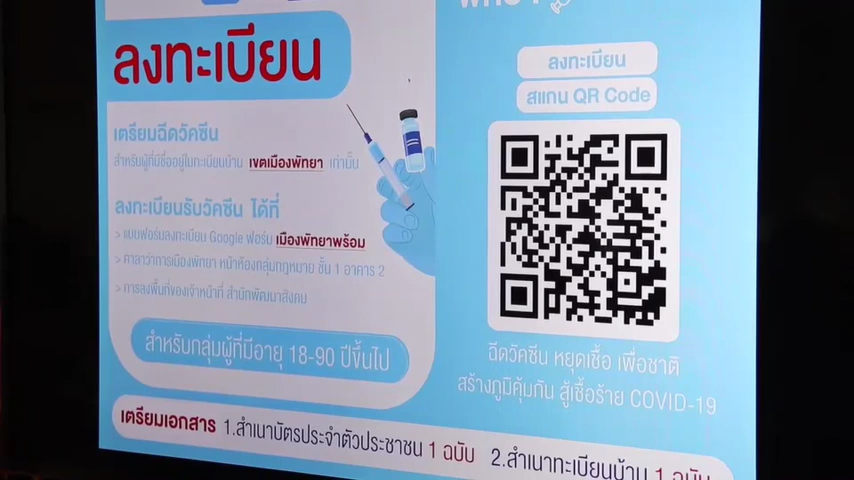 ลงทะเบียน
เตรียมฉีดวัคซีน
สำหรับผู้ที่มีชื่ออยู่ในทะเบียนบ้าน เขตเมืองพัทยา เท่านั้น
ลงทะเบียนรับวัคซีน ได้ที่
> แบบฟอร์มลงทะเบียน Google ฟอร์ม เมืองพัทยาพร้อม
> ศาลาว่าการเมืองพัทยา หน้าห้องกลุ่มกฎหมาย ชั้น 1 อาคาร 2
> การลงพื้นที่ของเจ้าหน้าที่ สำนักพัฒนาสังคม
สำหรับกลุ่มผู้ที่มีอายุ 18-90 ปีขึ้นไป
ลงทะเบียน
สแกน QR Code
ฉีดวัคซีน หยุดเชื้อ เพื่อชาติ
สร้างภูมิคุ้มกัน สู้เชื้อร้าย COVID-19
เตรียมเอกสาร 1.สำเนาบัตรประจำตัวประชาชน 1 ฉบับ 2.สำเนาทะเบียนบ้าน 1 ฉบับ